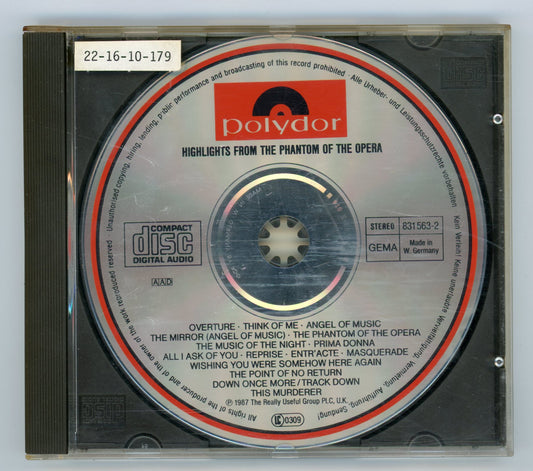 22-16-10-179
polydor
HIGHLIGHTS FROM THE PHANTOM OF THE OPERA
COMPACT
disc
DIGITAL AUDIO
AAD
STEREO 831 563-2
GEMA Made in
W. Germany
OVERTURE · THINK OF ME · ANGEL OF MUSIC
THE MIRROR (ANGEL OF MUSIC) · THE PHANTOM OF THE OPERA
THE MUSIC OF THE NIGHT · PRIMA DONNA
ALL I ASK OF YOU · REPRISE · ENTR'ACTE · MASQUERADE
WISHING YOU WERE SOMEHOW HERE AGAIN
THE POINT OF NO RETURN
DOWN ONCE MORE / TRACK DOWN
THIS MURDERER
℗ 1987 The Really Useful Group PLC, U.K.
LC 0309
All rights of the producer and of the owner of the work reproduced reserved · Unauthorised copying, hiring, lending, public performance and broadcasting of this record prohibited · Alle Urheber- und Leistungsschutzrechte vorbehalten · Kein Verleih! Keine unerlaubte Vervielfältigung, Vermietung, Aufführung, Sendung!